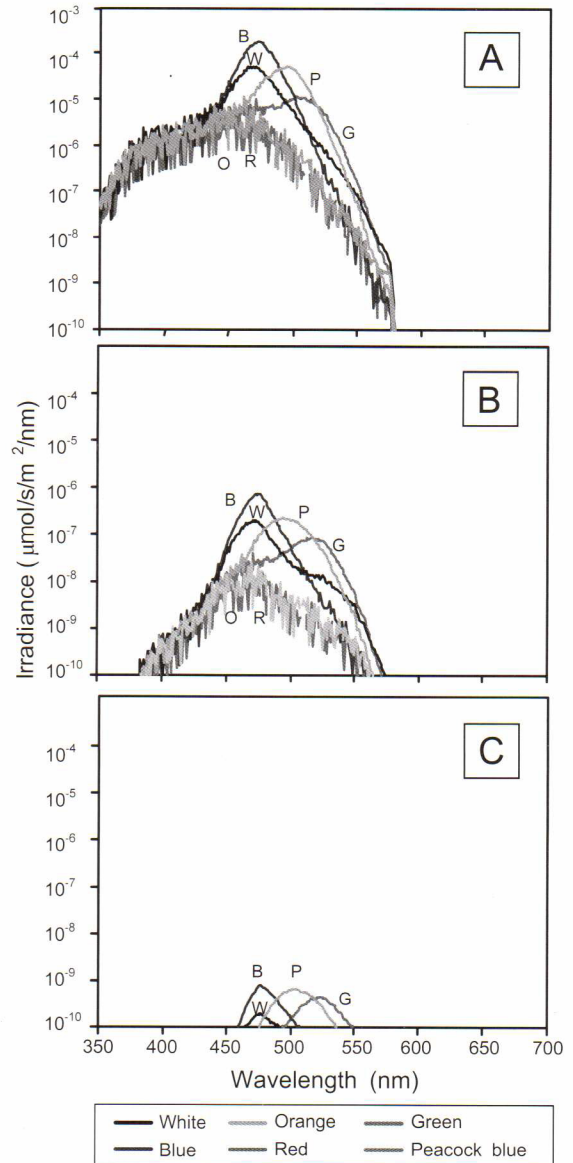 10-3
B
A
10-4
W
P
10-5
G
10-6
O R
10-7
10-8
10-9
10-10
B
10-4
10-5
10-6
B
W P
10-7
G
10-8
10-9
O R
10-10
Irradiance ( μmol/s/m 2/nm)
C
10-4
10-5
10-6
10-7
10-8
10-9
B P
G
W
10-10
350 400 450 500 550 600 650 700
Wavelength (nm)
White Orange Green
Blue Red Peacock blue